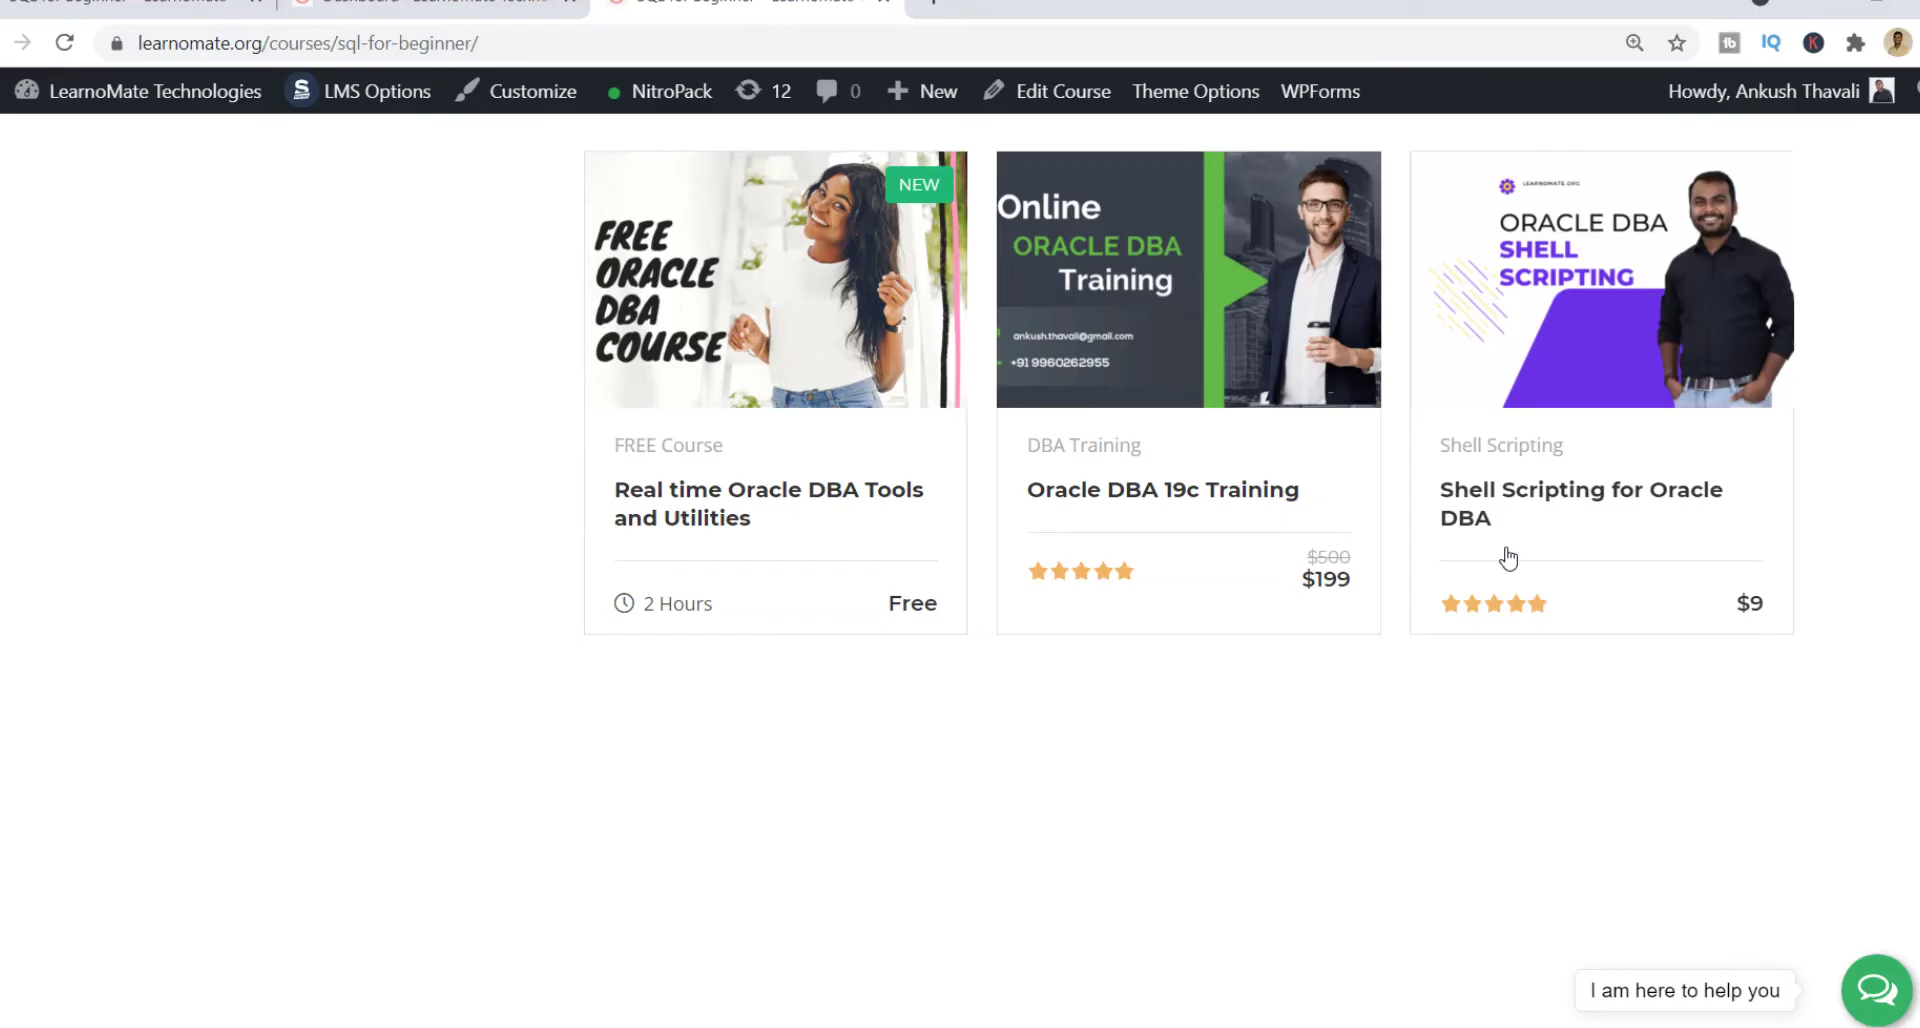 learnomate.org/courses/sql-for-beginner/
LearnoMate Technologies LMS Options Customize NitroPack 12 0 New Edit Course Theme Options WPForms Howdy, Ankush Thavali
NEW
FREE
ORACLE
DBA
COURSE
FREE Course
Real time Oracle DBA Tools
and Utilities
2 Hours Free
Online
ORACLE DBA
Training
ankush.thavali@gmail.com
+91 9960262955
DBA Training
Oracle DBA 19c Training
$500
$199
LEARNOMATE.ORG
ORACLE DBA
SHELL
SCRIPTING
Shell Scripting
Shell Scripting for Oracle
DBA
$9
I am here to help you